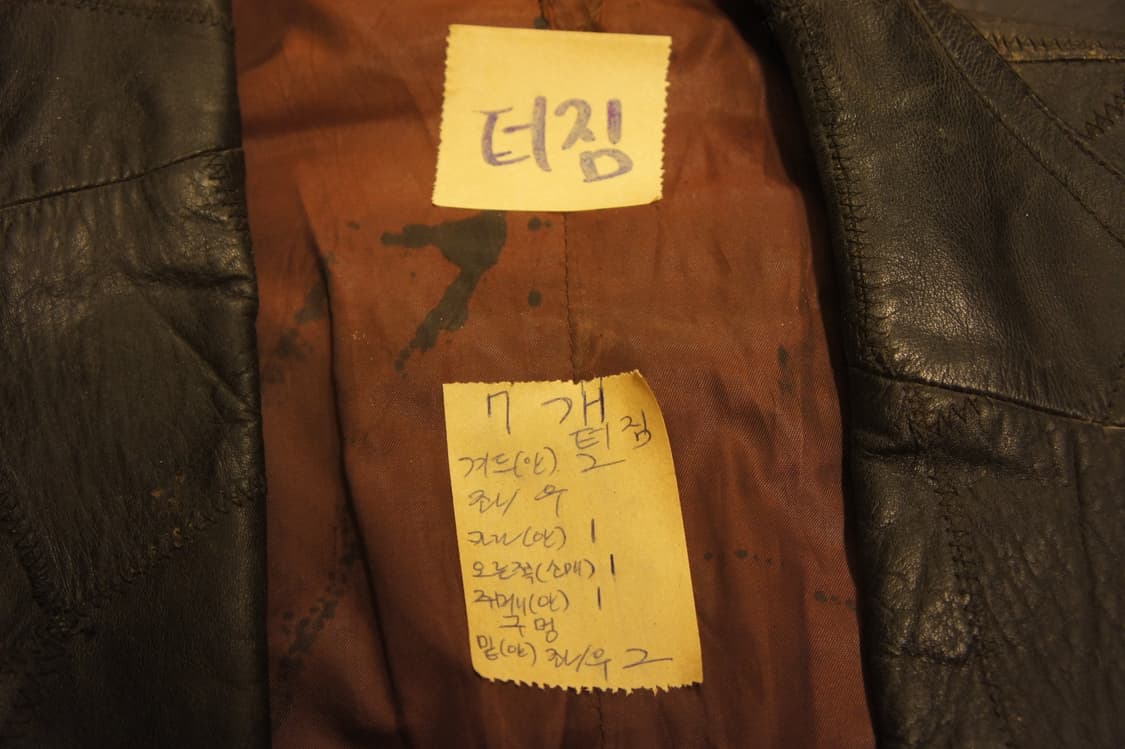 터짐
7 개
터짐
겨드(안) 2
좌/우
(안) 1
오른쪽(소매) 1
주머니(안) 1
구멍
밑(안) 좌/우 2